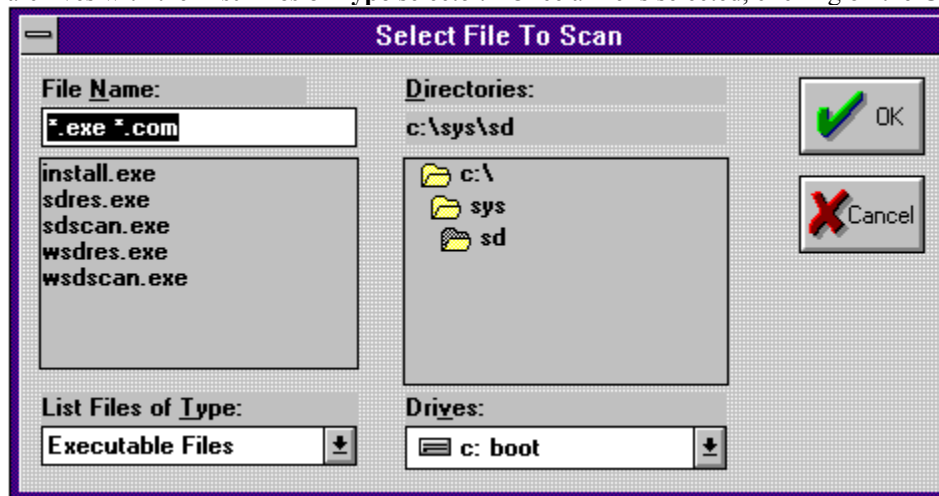 Select File To Scan
File Name:
*.exe *.com
install.exe
sdres.exe
sdscan.exe
wsdres.exe
wsdscan.exe
List Files of Type:
Executable Files
Directories:
c:\sys\sd
c:\
sys
sd
Drives:
c: boot
OK
Cancel